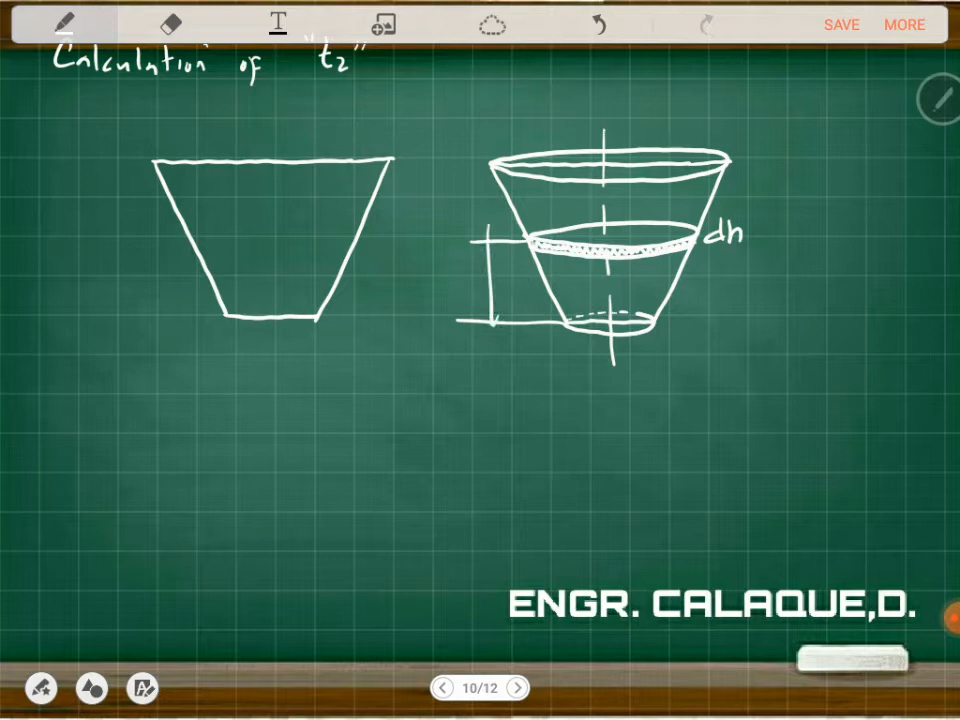 SAVE MORE
T
Calculation of "t2"
dh
ENGR. CALAQUE,D.
A
10/12